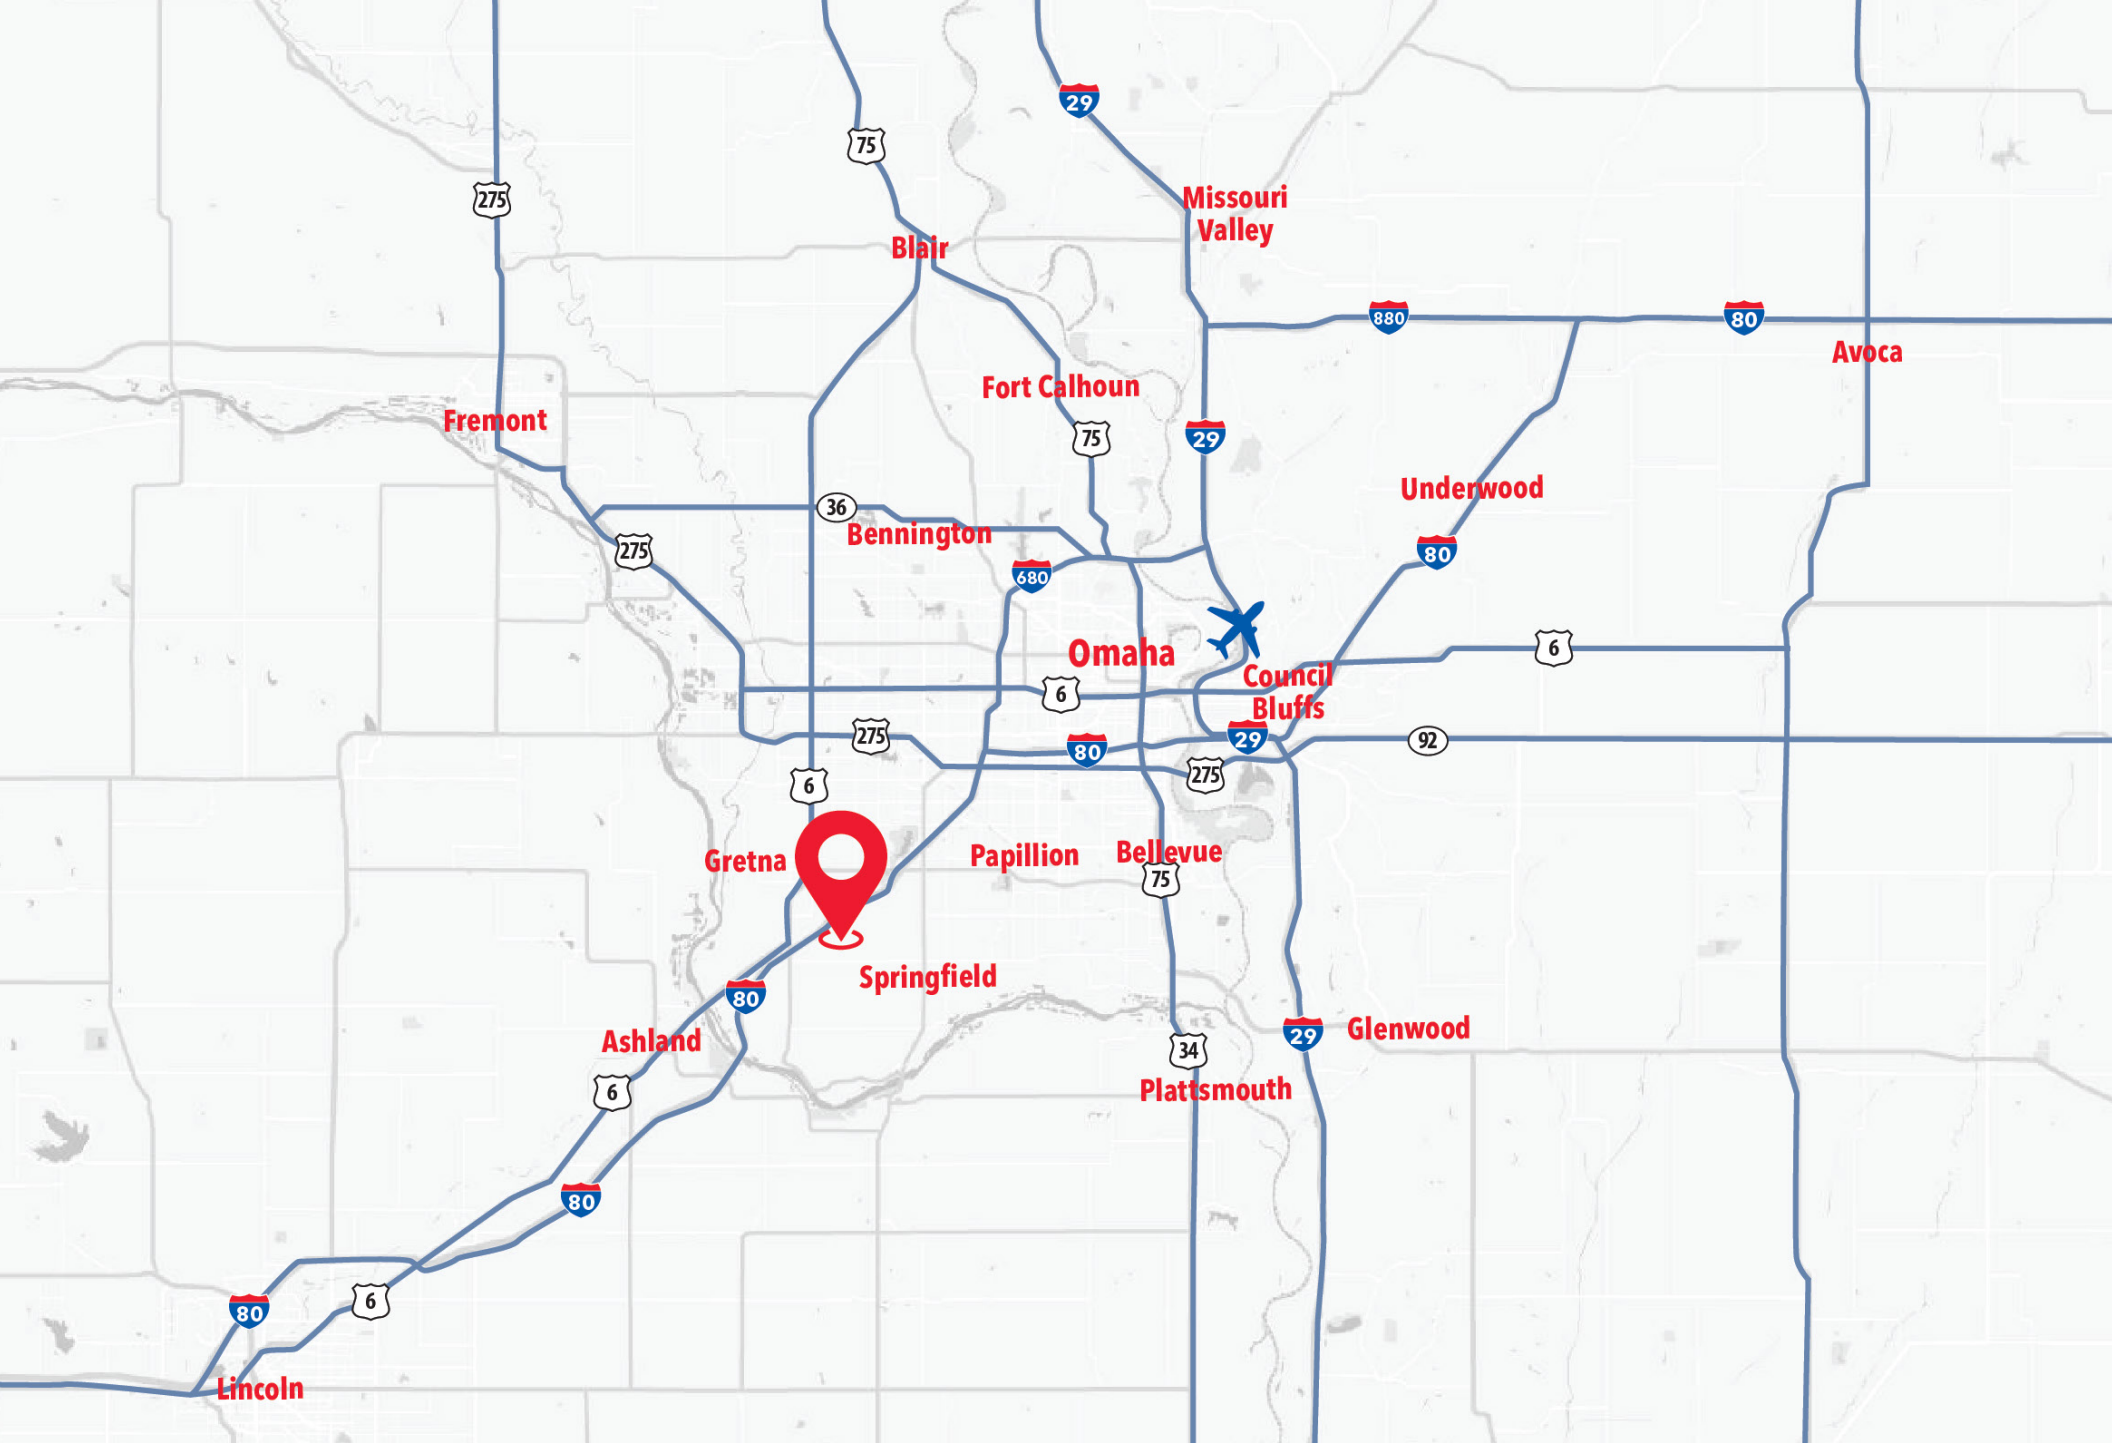 29
75
275
Missouri
Valley
Blair
880
80
Avoca
Fort Calhoun
Fremont
75
29
Underwood
36
Bennington
275
80
680
Omaha
6
Council
Bluffs
6
275
80
29
92
275
6
Gretna
Papillion
Bellevue
75
Springfield
80
Ashland
29
Glenwood
34
Plattsmouth
6
80
80
6
Lincoln